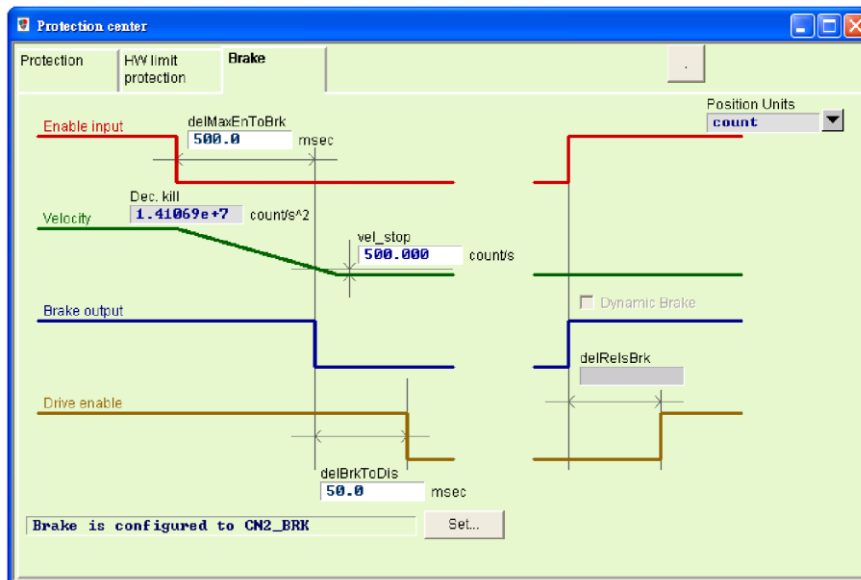 Protection center
Protection
HW limit
protection
Brake
.
Position Units
count
Enable input
delMaxEnToBrk
500.0 msec
Dec. kill
1.41069e+7 count/s^2
Velocity
vel_stop
500.000 count/s
Brake output
Dynamic Brake
delRelsBrk
Drive enable
delBrkToDis
50.0 msec
Brake is configured to CN2_BRK
Set...